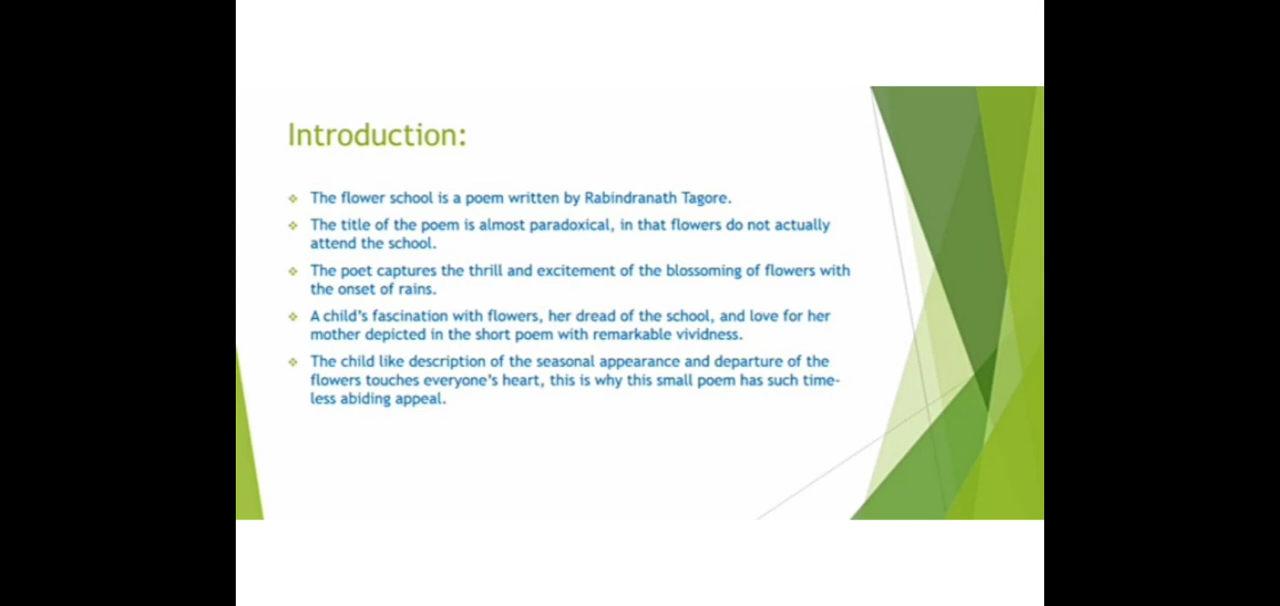 Introduction:
The flower school is a poem written by Rabindranath Tagore.
The title of the poem is almost paradoxical, in that flowers do not actually
attend the school.
The poet captures the thrill and excitement of the blossoming of flowers with
the onset of rains.
A child's fascination with flowers, her dread of the school, and love for her
mother depicted in the short poem with remarkable vividness.
The child like description of the seasonal appearance and departure of the
flowers touches everyone's heart, this is why this small poem has such time-
less abiding appeal.